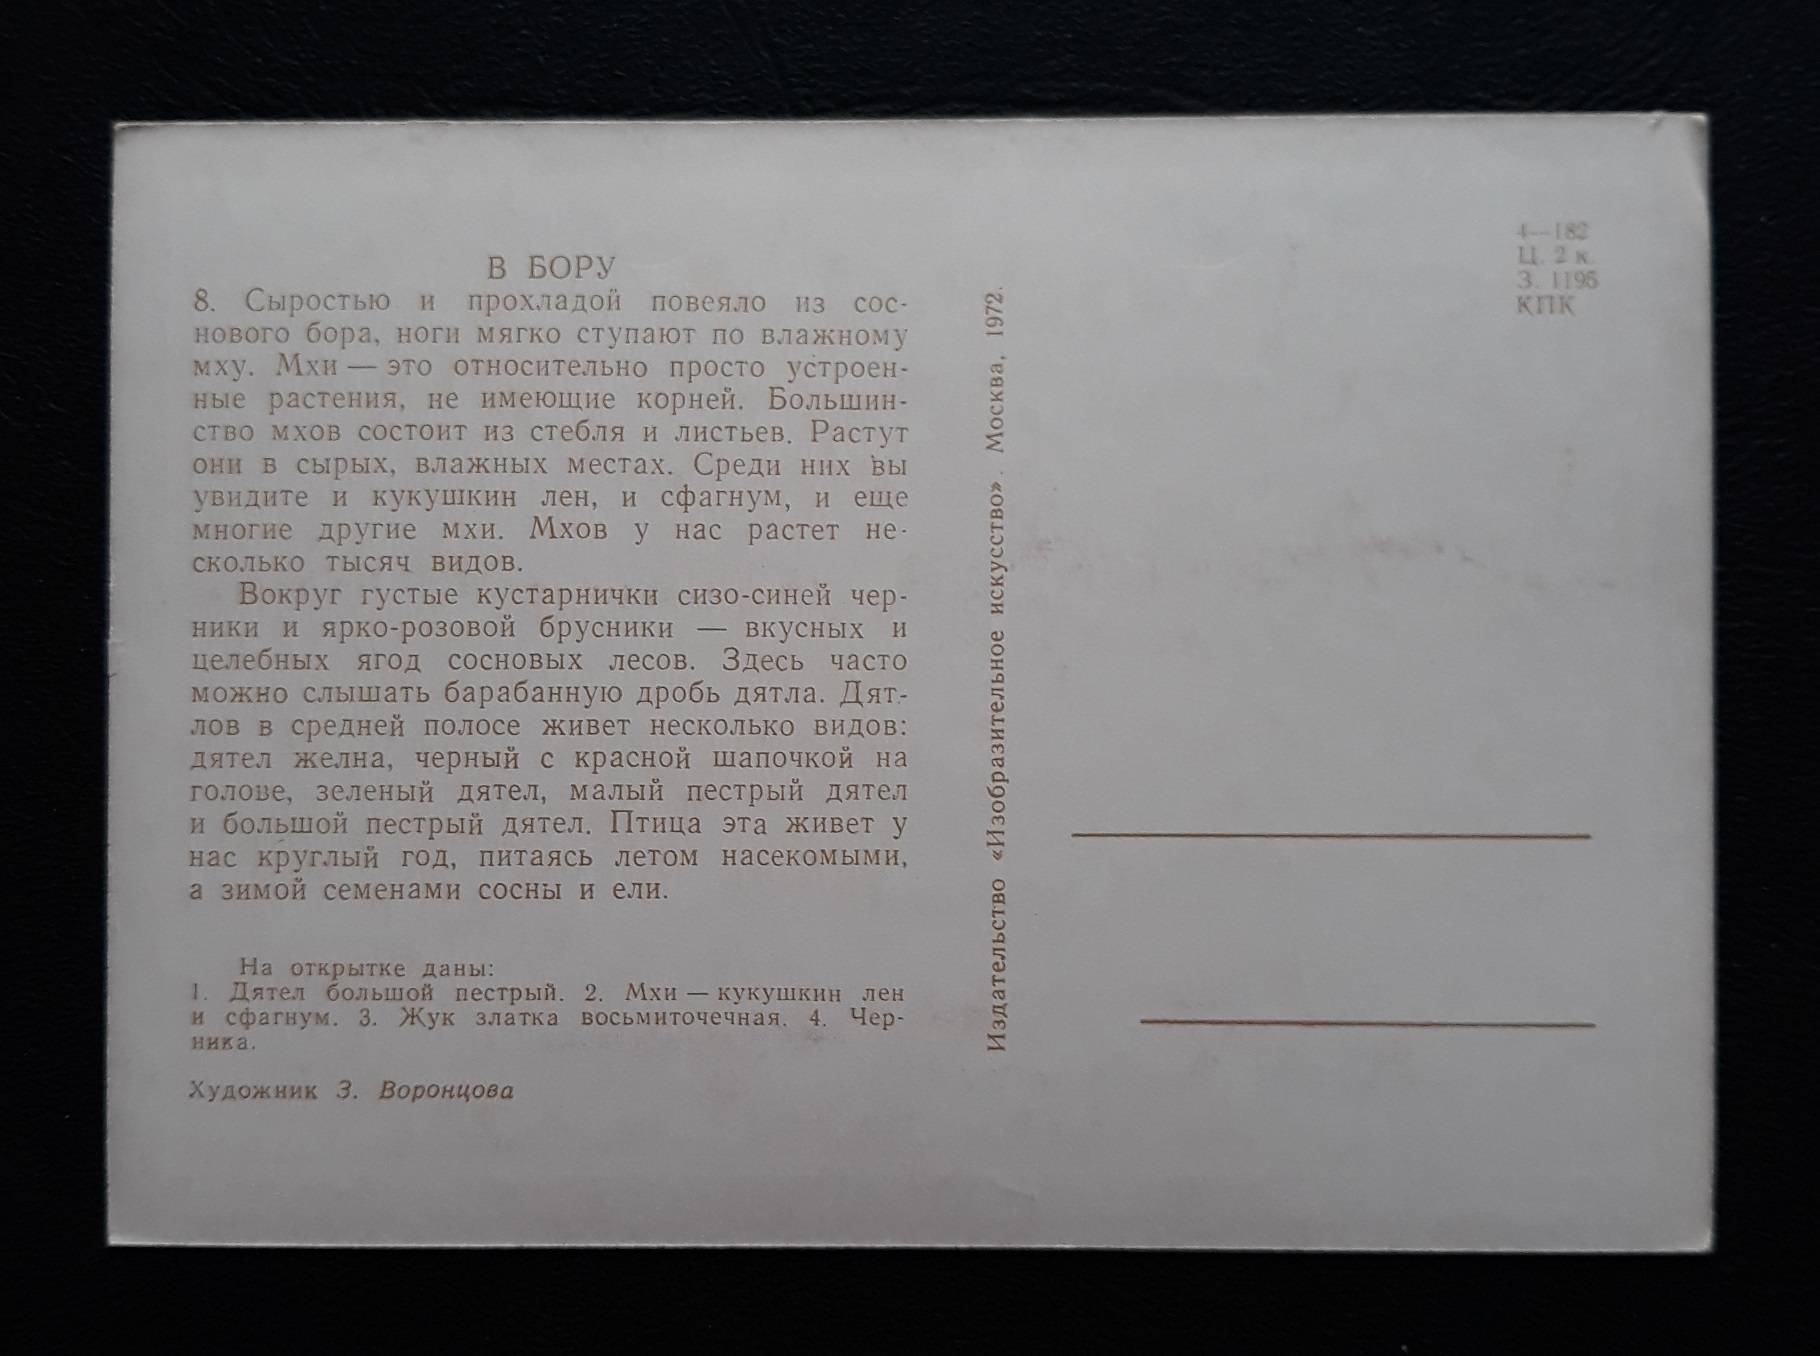 В БОРУ
8. Сыростью и прохладой повеяло из сос-
нового бора, ноги мягко ступают по влажному
мху. Мхи — это относительно просто устроен-
ные растения, не имеющие корней. Большин-
ство мхов состоит из стебля и листьев. Растут
они в сырых, влажных местах. Среди них вы
увидите и кукушкин лен, и сфагнум, и еще
многие другие мхи. Мхов у нас растет не-
сколько тысяч видов.
Вокруг густые кустарнички сизо-синей чер-
ники и ярко-розовой брусники — вкусных и
целебных ягод сосновых лесов. Здесь часто
можно слышать барабанную дробь дятла. Дят-
лов в средней полосе живет несколько видов:
дятел желна, черный с красной шапочкой на
голове, зеленый дятел, малый пестрый дятел
и большой пестрый дятел. Птица эта живет у
нас круглый год, питаясь летом насекомыми,
а зимой семенами сосны и ели.
На открытке даны:
1. Дятел большой пестрый. 2. Мхи — кукушкин лен
и сфагнум. 3. Жук златка восьмиточечная. 4. Чер-
ника.
Художник З. Воронцова
Издательство «Изобразительное искусство». Москва, 1972.
4—182
Ц. 2 к.
З. 1195
КПК